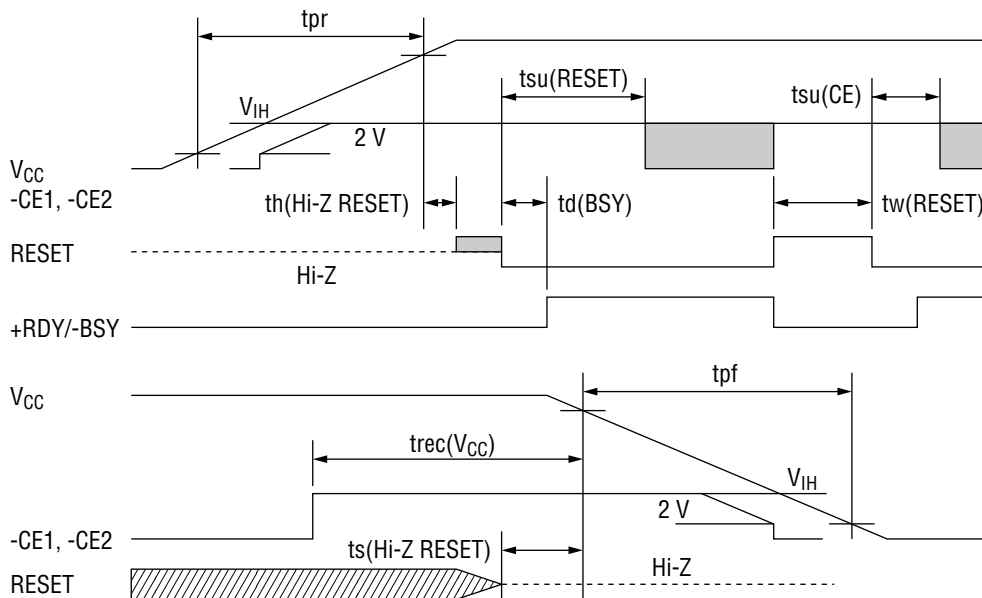 tpr
tsu(RESET)
tsu(CE)
VIH
2 V
VCC
-CE1, -CE2
th(Hi-Z RESET)
td(BSY)
tw(RESET)
RESET
Hi-Z
+RDY/-BSY
tpf
VCC
trec(VCC)
VIH
2 V
-CE1, -CE2
ts(Hi-Z RESET)
Hi-Z
RESET